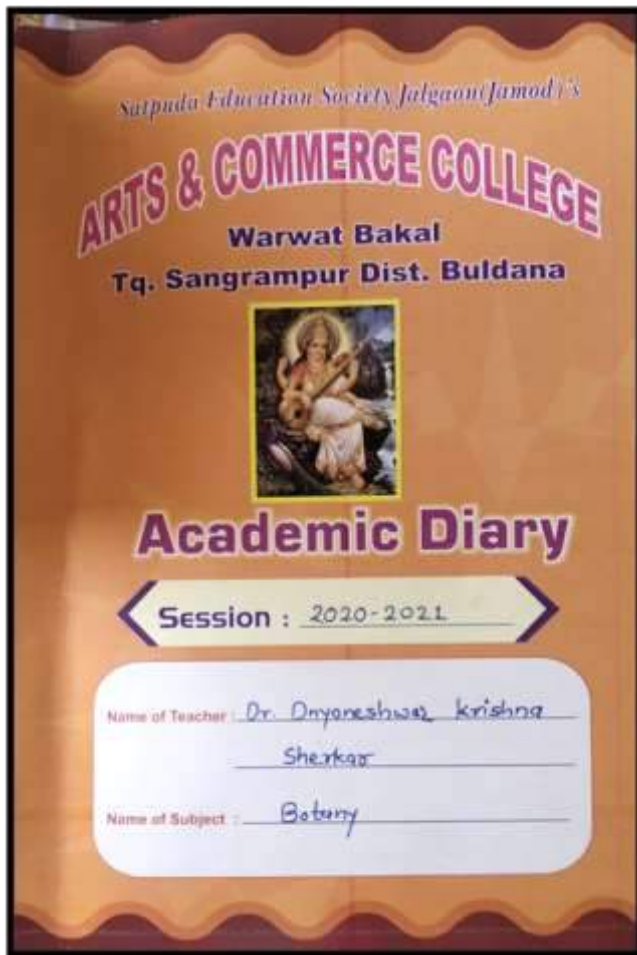 Satpuda Education Society Jalgaon(Jamod)'s
ARTS & COMMERCE COLLEGE
Warwat Bakal
Tq. Sangrampur Dist. Buldana
Academic Diary
Session : 2020-2021
Name of Teacher : Dr. Dnyaneshwar Krishna
Sherkar
Name of Subject : Botany